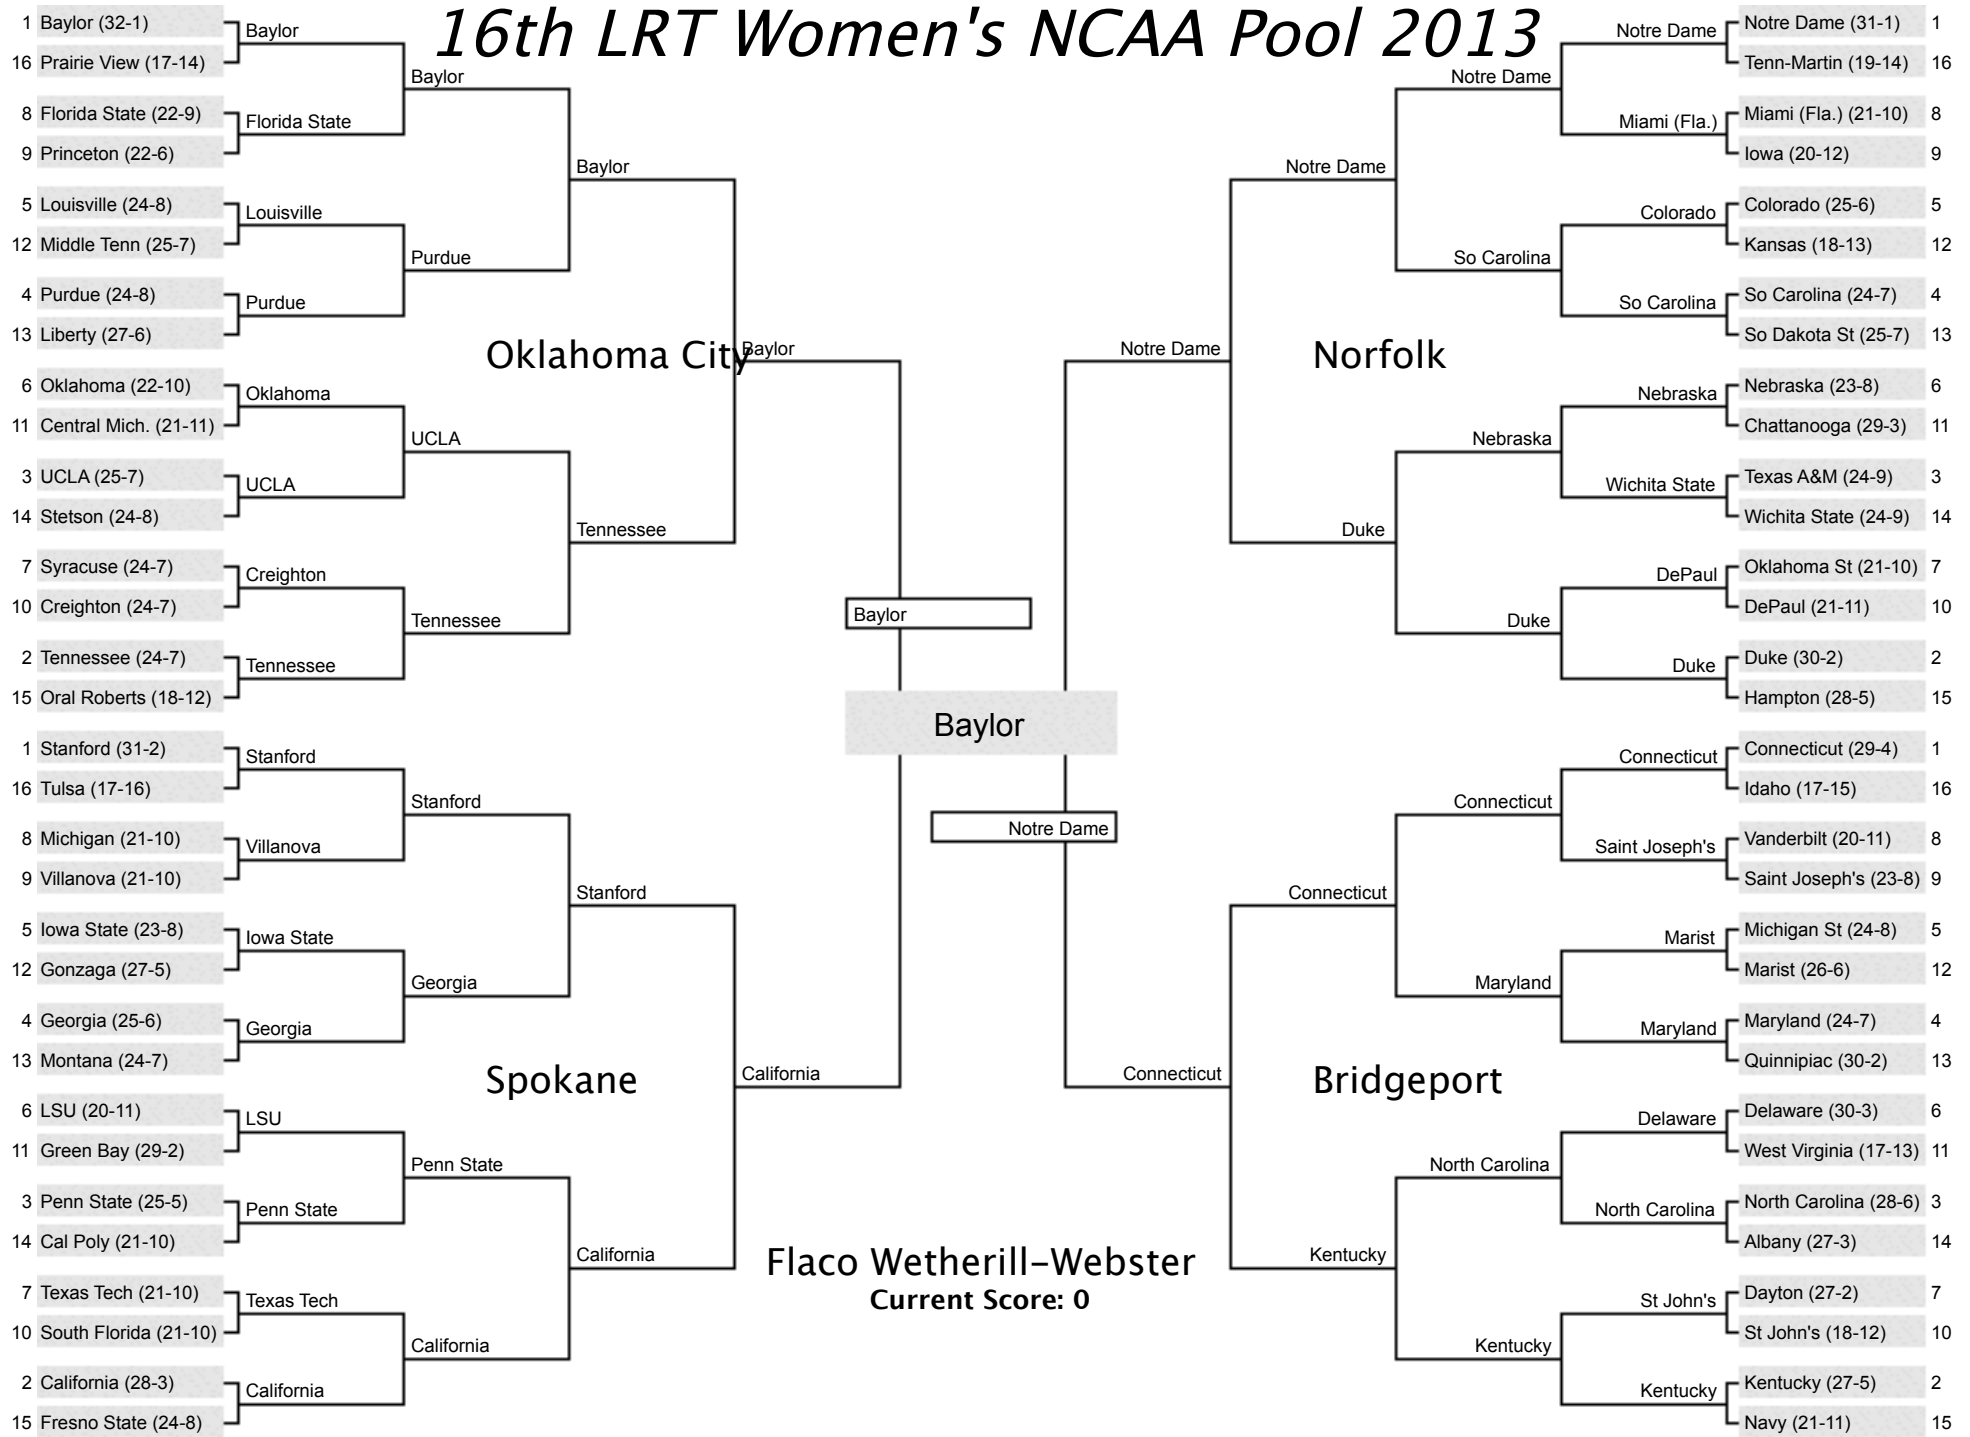 16th LRT Women's NCAA Pool 2013
1 Baylor (32-1)
16 Prairie View (17-14)
8 Florida State (22-9)
9 Princeton (22-6)
5 Louisville (24-8)
12 Middle Tenn (25-7)
4 Purdue (24-8)
13 Liberty (27-6)
6 Oklahoma (22-10)
11 Central Mich. (21-11)
3 UCLA (25-7)
14 Stetson (24-8)
7 Syracuse (24-7)
10 Creighton (24-7)
2 Tennessee (24-7)
15 Oral Roberts (18-12)
Baylor
Florida State
Louisville
Purdue
Oklahoma
UCLA
Creighton
Tennessee
Baylor
Purdue
UCLA
Tennessee
Baylor
Tennessee
Oklahoma City
Baylor
1 Stanford (31-2)
16 Tulsa (17-16)
8 Michigan (21-10)
9 Villanova (21-10)
5 Iowa State (23-8)
12 Gonzaga (27-5)
4 Georgia (25-6)
13 Montana (24-7)
6 LSU (20-11)
11 Green Bay (29-2)
3 Penn State (25-5)
14 Cal Poly (21-10)
7 Texas Tech (21-10)
10 South Florida (21-10)
2 California (28-3)
15 Fresno State (24-8)
Stanford
Villanova
Iowa State
Georgia
LSU
Penn State
Texas Tech
California
Stanford
Georgia
Penn State
California
Stanford
California
Spokane
California
Baylor
Baylor
Notre Dame
Flaco Wetherill-Webster
Current Score: 0
Notre Dame
Norfolk
Notre Dame
Duke
Notre Dame
So Carolina
Nebraska
Duke
Notre Dame
Miami (Fla.)
Colorado
So Carolina
Nebraska
Wichita State
DePaul
Duke
Notre Dame (31-1) 1
Tenn-Martin (19-14) 16
Miami (Fla.) (21-10) 8
Iowa (20-12) 9
Colorado (25-6) 5
Kansas (18-13) 12
So Carolina (24-7) 4
So Dakota St (25-7) 13
Nebraska (23-8) 6
Chattanooga (29-3) 11
Texas A&M (24-9) 3
Wichita State (24-9) 14
Oklahoma St (21-10) 7
DePaul (21-11) 10
Duke (30-2) 2
Hampton (28-5) 15
Connecticut
Bridgeport
Connecticut
Kentucky
Connecticut
Maryland
North Carolina
Kentucky
Connecticut
Saint Joseph's
Marist
Maryland
Delaware
North Carolina
St John's
Kentucky
Connecticut (29-4) 1
Idaho (17-15) 16
Vanderbilt (20-11) 8
Saint Joseph's (23-8) 9
Michigan St (24-8) 5
Marist (26-6) 12
Maryland (24-7) 4
Quinnipiac (30-2) 13
Delaware (30-3) 6
West Virginia (17-13) 11
North Carolina (28-6) 3
Albany (27-3) 14
Dayton (27-2) 7
St John's (18-12) 10
Kentucky (27-5) 2
Navy (21-11) 15